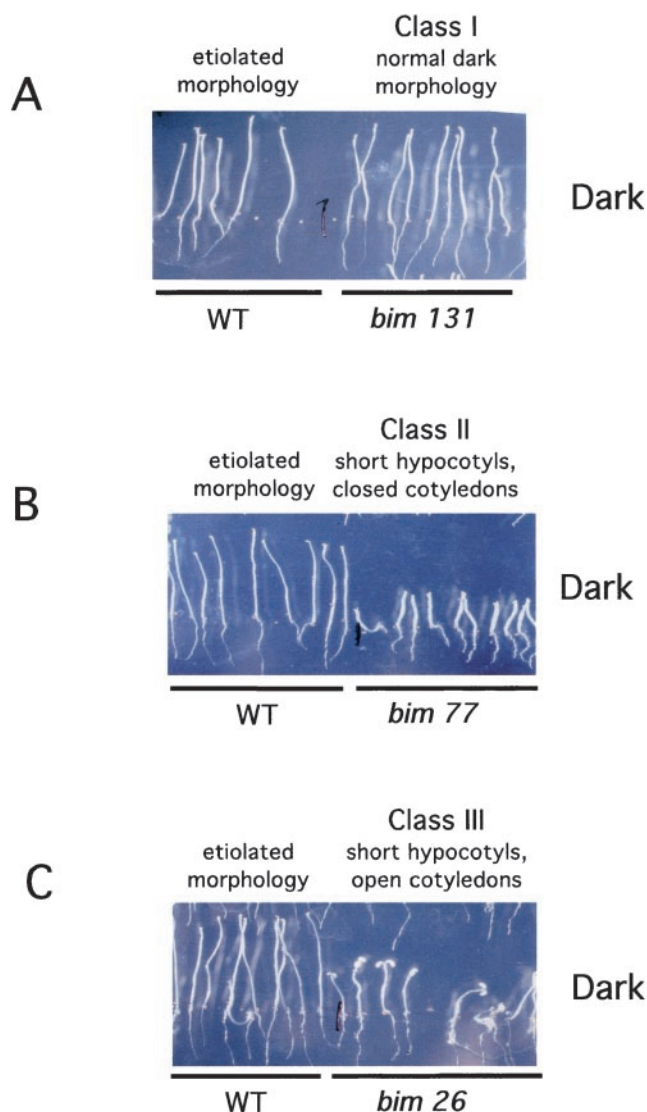 A
etiolated morphology
Class I
normal dark morphology
Dark
WT
bim 131
B
etiolated morphology
Class II
short hypocotyls, closed cotyledons
Dark
WT
bim 77
C
etiolated morphology
Class III
short hypocotyls, open cotyledons
Dark
WT
bim 26